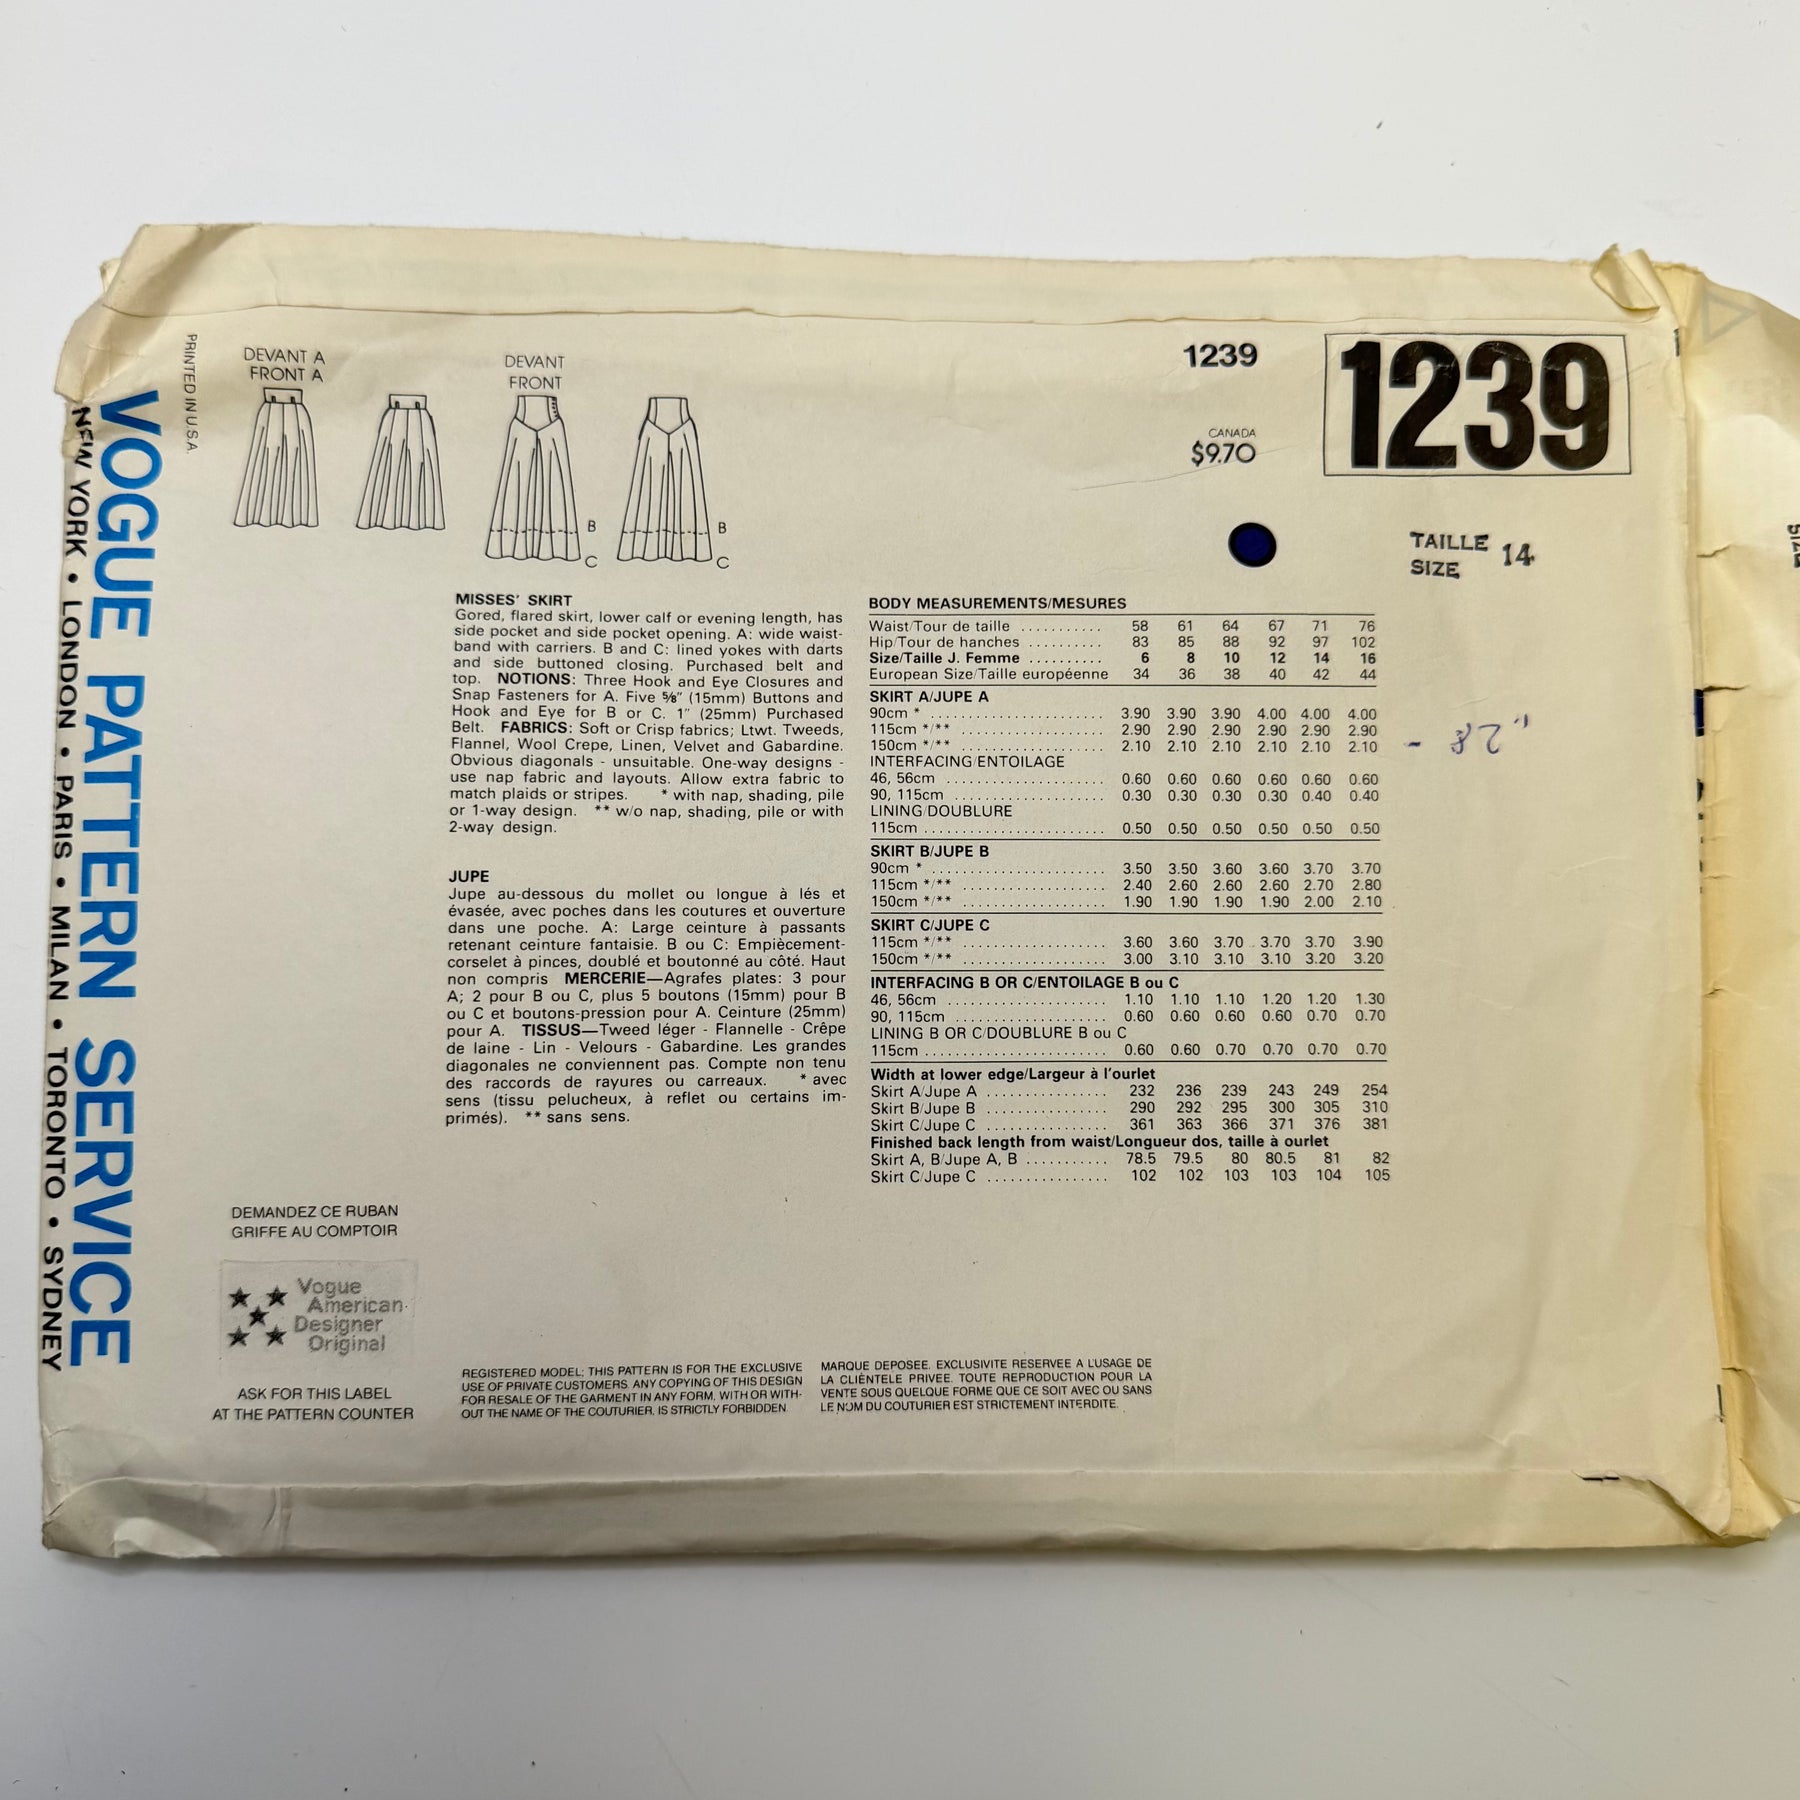 VOGUE PATTERN SERVICE
NEW YORK • LONDON • PARIS • MILAN • TORONTO • SYDNEY
PRINTED IN U.S.A.
DEVANT A
FRONT A
DEVANT
FRONT
B
C
B
C
1239
CANADA
$9.70
1239
TAILLE
SIZE 14
MISSES' SKIRT
Gored, flared skirt, lower calf or evening length, has
side pocket and side pocket opening. A: wide waist-
band with carriers. B and C: lined yokes with darts
and side buttoned closing. Purchased belt and
top. NOTIONS: Three Hook and Eye Closures and
Snap Fasteners for A. Five 5/8" (15mm) Buttons and
Hook and Eye for B or C. 1" (25mm) Purchased
Belt. FABRICS: Soft or Crisp fabrics; Ltwt. Tweeds,
Flannel, Wool Crepe, Linen, Velvet and Gabardine.
Obvious diagonals - unsuitable. One-way designs -
use nap fabric and layouts. Allow extra fabric to
match plaids or stripes. * with nap, shading, pile
or 1-way design. ** w/o nap, shading, pile or with
2-way design.
JUPE
Jupe au-dessous du mollet ou longue à lés et
évasée, avec poches dans les coutures et ouverture
dans une poche. A: Large ceinture à passants
retenant ceinture fantaisie. B ou C: Empiècement-
corselet à pinces, doublé et boutonné au côté. Haut
non compris MERCERIE—Agrafes plates: 3 pour
A; 2 pour B ou C, plus 5 boutons (15mm) pour B
ou C et boutons-pression pour A. Ceinture (25mm)
pour A. TISSUS—Tweed léger - Flannelle - Crêpe
de laine - Lin - Velours - Gabardine. Les grandes
diagonales ne conviennent pas. Compte non tenu
des raccords de rayures ou carreaux. * avec
sens (tissu pelucheux, à reflet ou certains im-
primés). ** sans sens.
BODY MEASUREMENTS/MESURES
Waist/Tour de taille ........... 58 61 64 67 71 76
Hip/Tour de hanches .......... 83 85 88 92 97 102
Size/Taille J. Femme .......... 6 8 10 12 14 16
European Size/Taille européenne 34 36 38 40 42 44
SKIRT A/JUPE A
90cm * ...................... 3.90 3.90 3.90 4.00 4.00 4.00
115cm */** .................. 2.90 2.90 2.90 2.90 2.90 2.90
150cm */** .................. 2.10 2.10 2.10 2.10 2.10 2.10
INTERFACING/ENTOILAGE
46, 56cm .................... 0.60 0.60 0.60 0.60 0.60 0.60
90, 115cm ................... 0.30 0.30 0.30 0.30 0.40 0.40
LINING/DOUBLURE
115cm ....................... 0.50 0.50 0.50 0.50 0.50 0.50
SKIRT B/JUPE B
90cm * ...................... 3.50 3.50 3.60 3.60 3.70 3.70
115cm */** .................. 2.40 2.60 2.60 2.60 2.70 2.80
150cm */** .................. 1.90 1.90 1.90 1.90 2.00 2.10
SKIRT C/JUPE C
115cm */** .................. 3.60 3.60 3.70 3.70 3.70 3.90
150cm */** .................. 3.00 3.10 3.10 3.10 3.20 3.20
INTERFACING B OR C/ENTOILAGE B ou C
46, 56cm .................... 1.10 1.10 1.10 1.20 1.20 1.30
90, 115cm ................... 0.60 0.60 0.60 0.60 0.70 0.70
LINING B OR C/DOUBLURE B ou C
115cm ....................... 0.60 0.60 0.70 0.70 0.70 0.70
Width at lower edge/Largeur à l'ourlet
Skirt A/Jupe A ................ 232 236 239 243 249 254
Skirt B/Jupe B ................ 290 292 295 300 305 310
Skirt C/Jupe C ................ 361 363 366 371 376 381
Finished back length from waist/Longueur dos, taille à ourlet
Skirt A, B/Jupe A, B ........... 78.5 79.5 80 80.5 81 82
Skirt C/Jupe C ................ 102 102 103 103 104 105
DEMANDEZ CE RUBAN
GRIFFE AU COMPTOIR
Vogue
American
Designer
Original
ASK FOR THIS LABEL
AT THE PATTERN COUNTER
REGISTERED MODEL: THIS PATTERN IS FOR THE EXCLUSIVE
USE OF PRIVATE CUSTOMERS. ANY COPYING OF THIS DESIGN
FOR RESALE OF THE GARMENT IN ANY FORM, WITH OR WITH-
OUT THE NAME OF THE COUTURIER, IS STRICTLY FORBIDDEN.
MARQUE DEPOSEE. EXCLUSIVITE RESERVEE A L'USAGE DE
LA CLIÈNTELE PRIVEE. TOUTE REPRODUCTION POUR LA
VENTE SOUS QUELQUE FORME QUE CE SOIT AVEC OU SANS
LE NOM DU COUTURIER EST STRICTEMENT INTERDITE.
SIZE